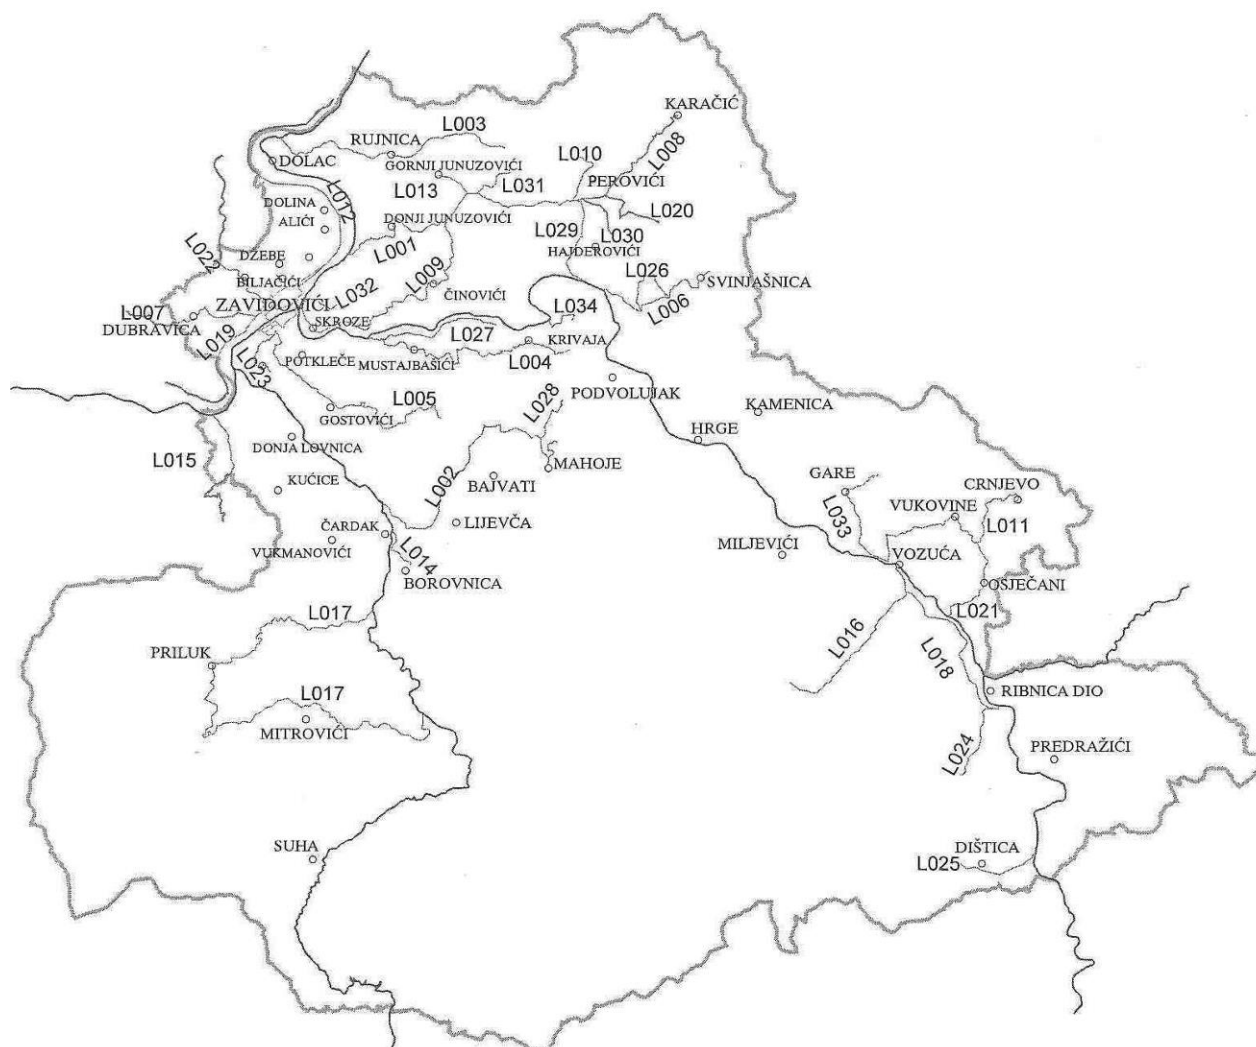 KARAČIĆ
L003
RUJNICA
L010
L008
DOLAC
GORNJI JUNUZOVIĆI
PEROVIĆI
L013
L031
L012
DOLINA
L020
ALIĆI
DONJI JUNUZOVIĆI
L029
L030
L001
HAJDEROVIĆI
L022
DŽEBE
BILJAČIĆI
L009
L026
SVINJAŠNICA
L032
ČINOVIĆI
ZAVIDOVIĆI
L006
L007
L034
DUBRAVICA
SKROZE
L019
L027
KRIVAJA
L023
POTKLEČE
MUSTAJBAŠIĆI
L004
PODVOLUJAK
L028
L005
GOSTOVIĆI
KAMENICA
DONJA LOVNICA
HRGE
L015
MAHOJE
L002
BAJVATI
GARE
CRNJEVO
KUĆICE
VUKOVINE
L033
L011
LIJEVČA
ČARDAK
VUKMANOVIĆI
MILJEVIĆI
VOZUĆA
L014
BOROVNICA
OSJEČANI
L017
L021
L016
PRILUK
L018
L017
RIBNICA DIO
MITROVIĆI
PREDRAŽIĆI
L024
SUHA
DIŠTICA
L025